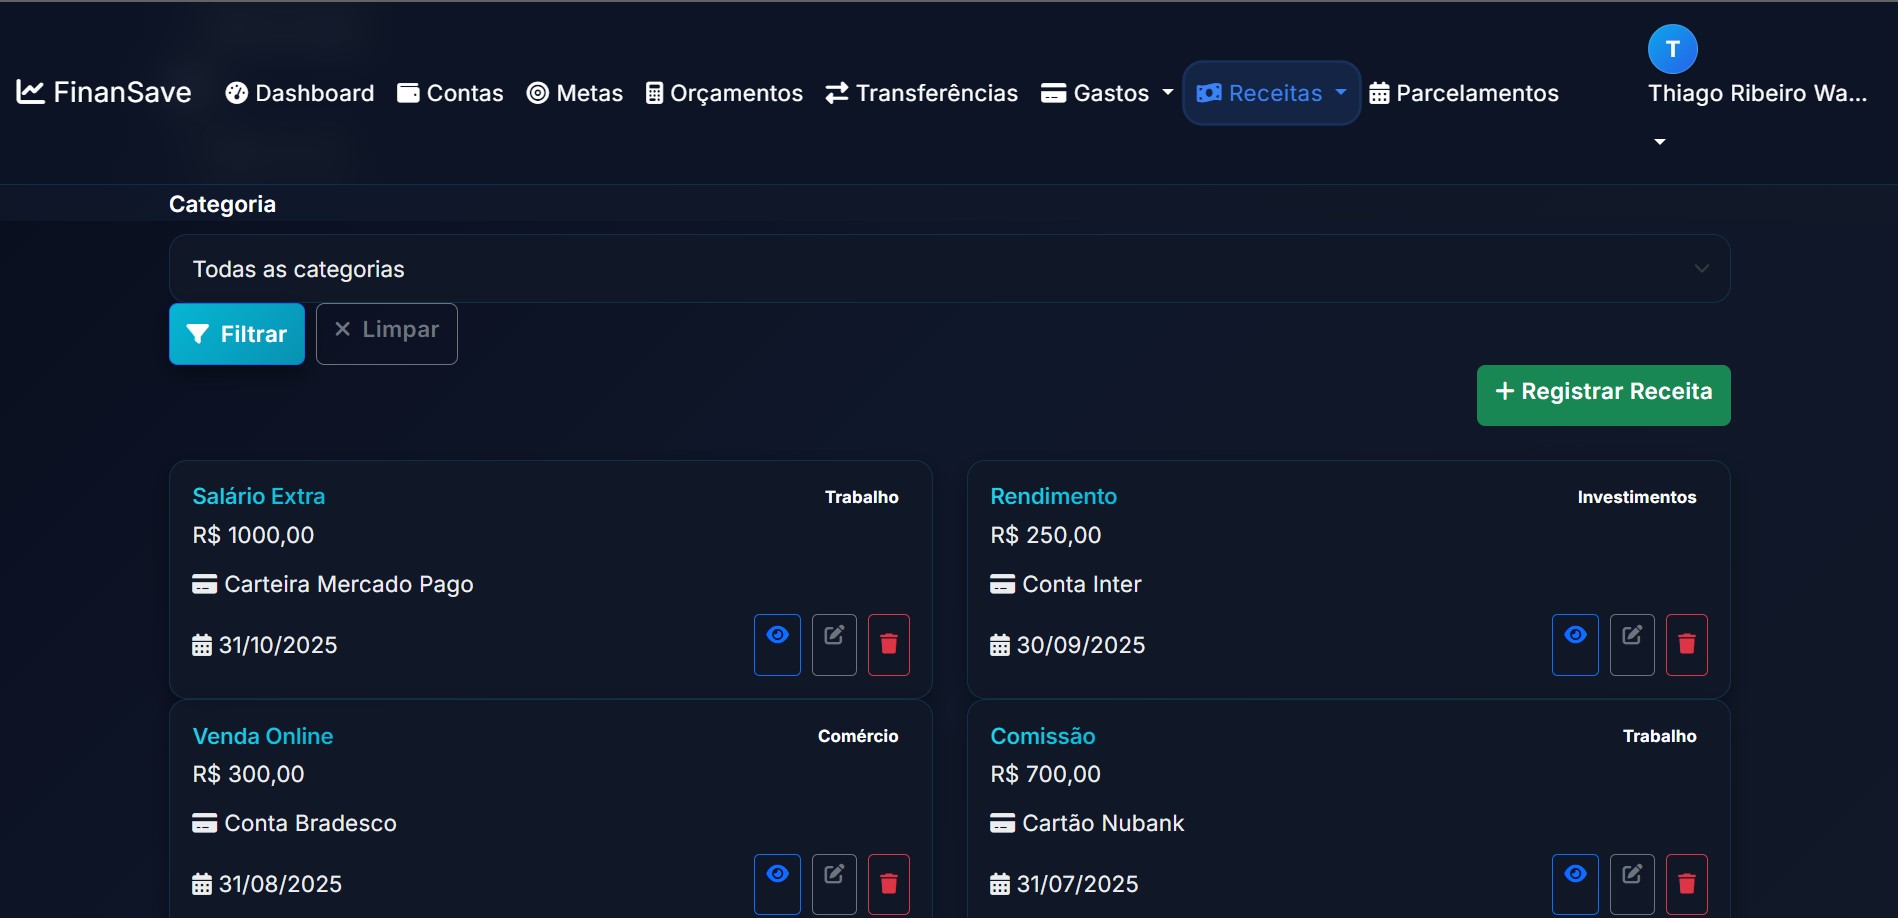 FinanSave Dashboard Contas Metas Orçamentos Transferências Gastos Receitas Parcelamentos
T
Thiago Ribeiro Wa...
Categoria
Todas as categorias
Filtrar Limpar
Registrar Receita
Salário Extra Trabalho
R$ 1000,00
Carteira Mercado Pago
31/10/2025
Rendimento Investimentos
R$ 250,00
Conta Inter
30/09/2025
Venda Online Comércio
R$ 300,00
Conta Bradesco
31/08/2025
Comissão Trabalho
R$ 700,00
Cartão Nubank
31/07/2025